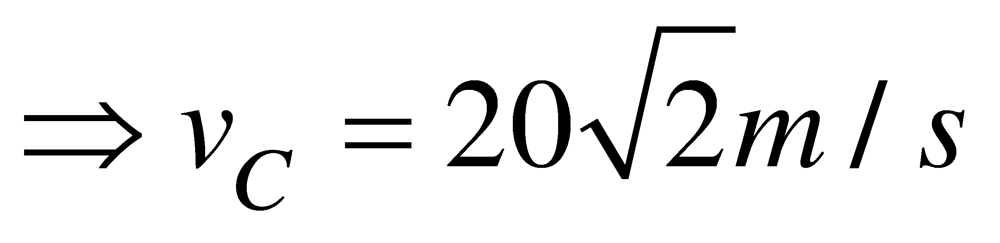 ⇒ v_C = 20√2 m / s